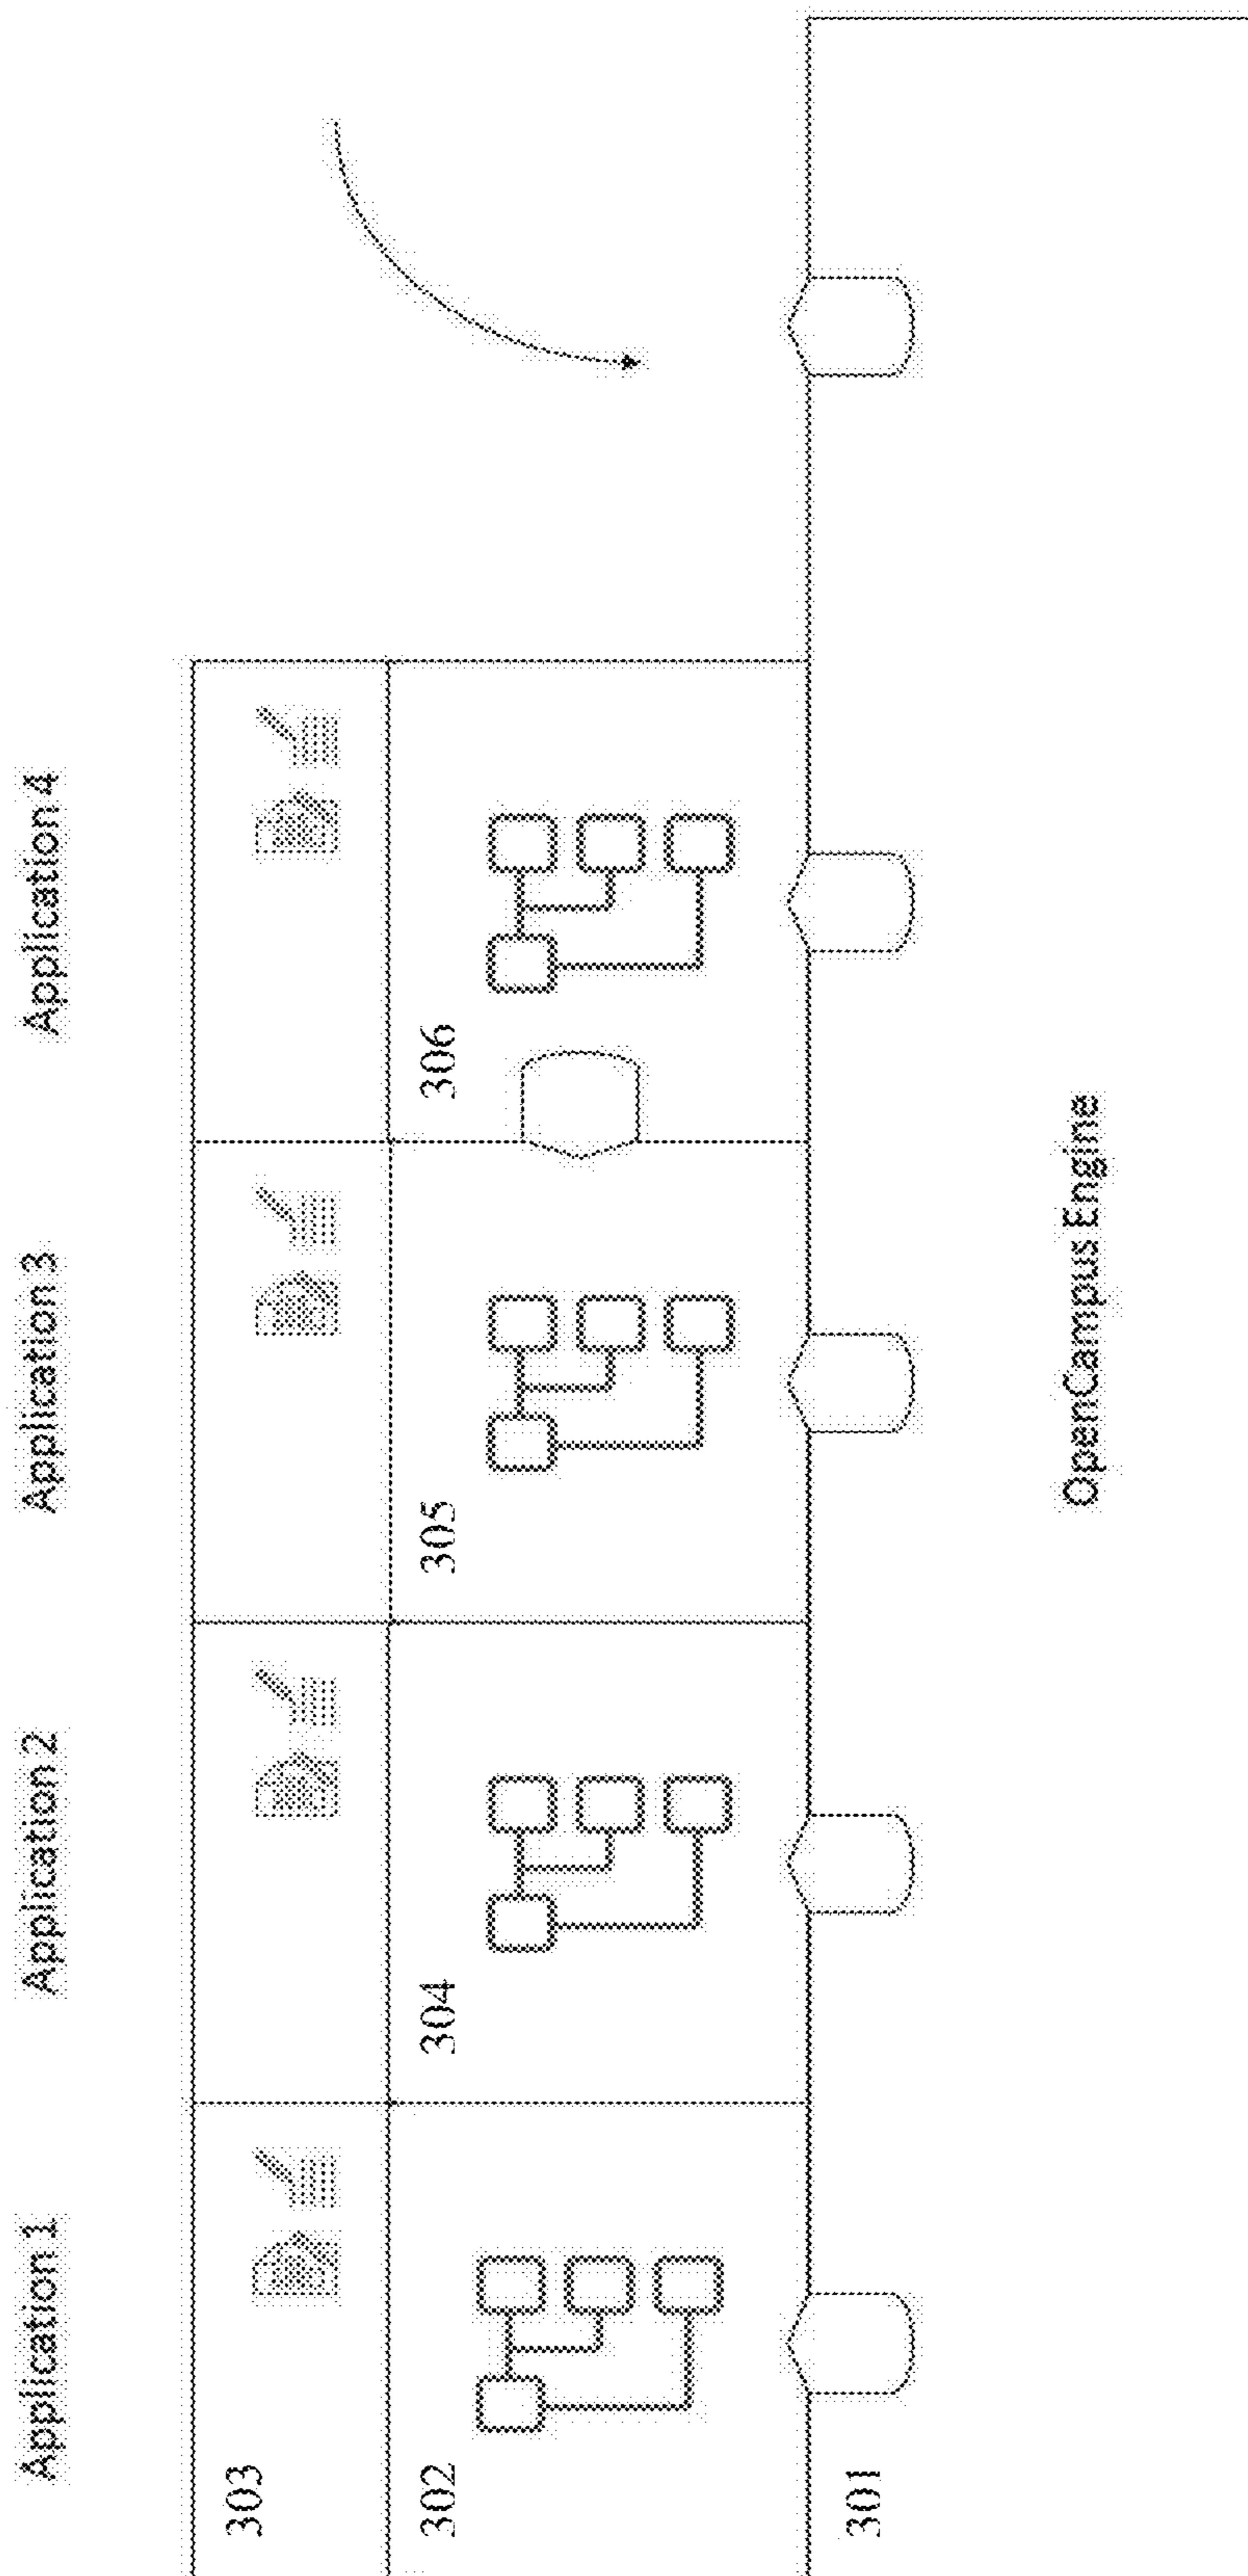 Application 1
Application 2
Application 3
Application 4
303
302
304
305
306
301
OpenCampus Engine